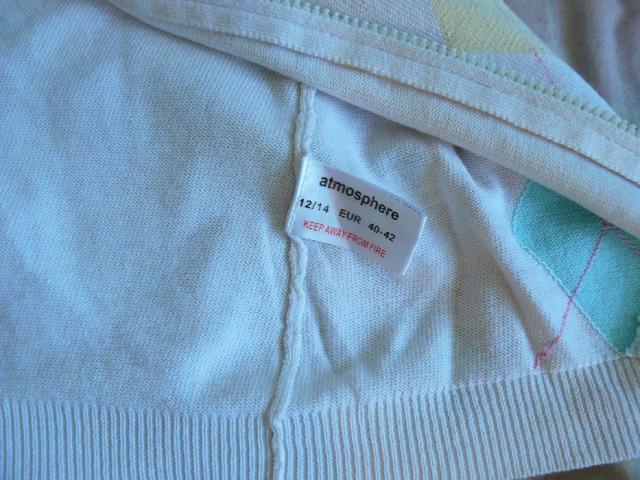 atmosphere
12/14 EUR 40-42
KEEP AWAY FROM FIRE